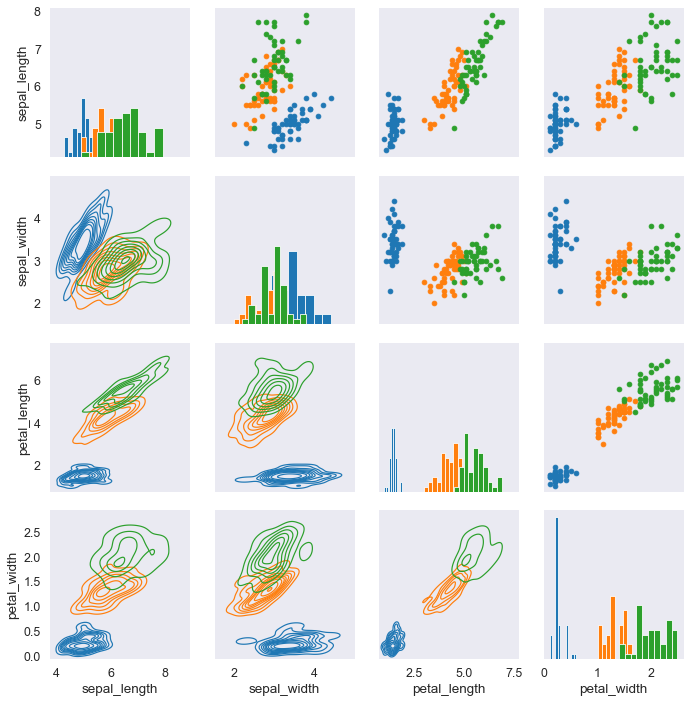 8
7
6
5
sepal_length
4
3
2
sepal_width
6
4
2
petal_length
2.5
2.0
1.5
1.0
0.5
0.0
petal_width
4 6 8
2 4
2.5 5.0 7.5
0 1 2
sepal_length sepal_width petal_length petal_width